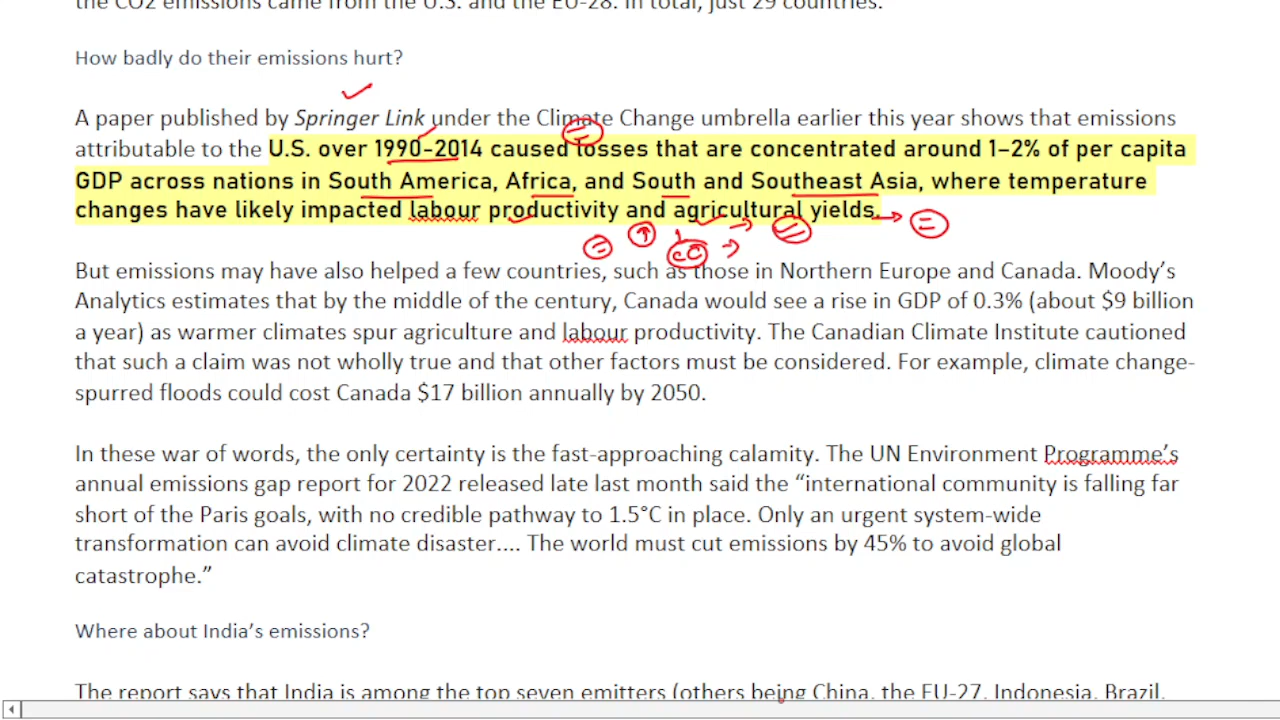 the CO2 emissions came from the U.S. and the EU-28. In total, just 29 countries.
How badly do their emissions hurt?
A paper published by Springer Link under the Climate Change umbrella earlier this year shows that emissions
attributable to the U.S. over 1990–2014 caused losses that are concentrated around 1–2% of per capita
GDP across nations in South America, Africa, and South and Southeast Asia, where temperature
changes have likely impacted labour productivity and agricultural yields.
CC
But emissions may have also helped a few countries, such as those in Northern Europe and Canada. Moody’s
Analytics estimates that by the middle of the century, Canada would see a rise in GDP of 0.3% (about $9 billion
a year) as warmer climates spur agriculture and labour productivity. The Canadian Climate Institute cautioned
that such a claim was not wholly true and that other factors must be considered. For example, climate change-
spurred floods could cost Canada $17 billion annually by 2050.
In these war of words, the only certainty is the fast-approaching calamity. The UN Environment Programme’s
annual emissions gap report for 2022 released late last month said the “international community is falling far
short of the Paris goals, with no credible pathway to 1.5°C in place. Only an urgent system-wide
transformation can avoid climate disaster.... The world must cut emissions by 45% to avoid global
catastrophe.”
Where about India’s emissions?
The report says that India is among the top seven emitters (others being China, the EU-27, Indonesia, Brazil,